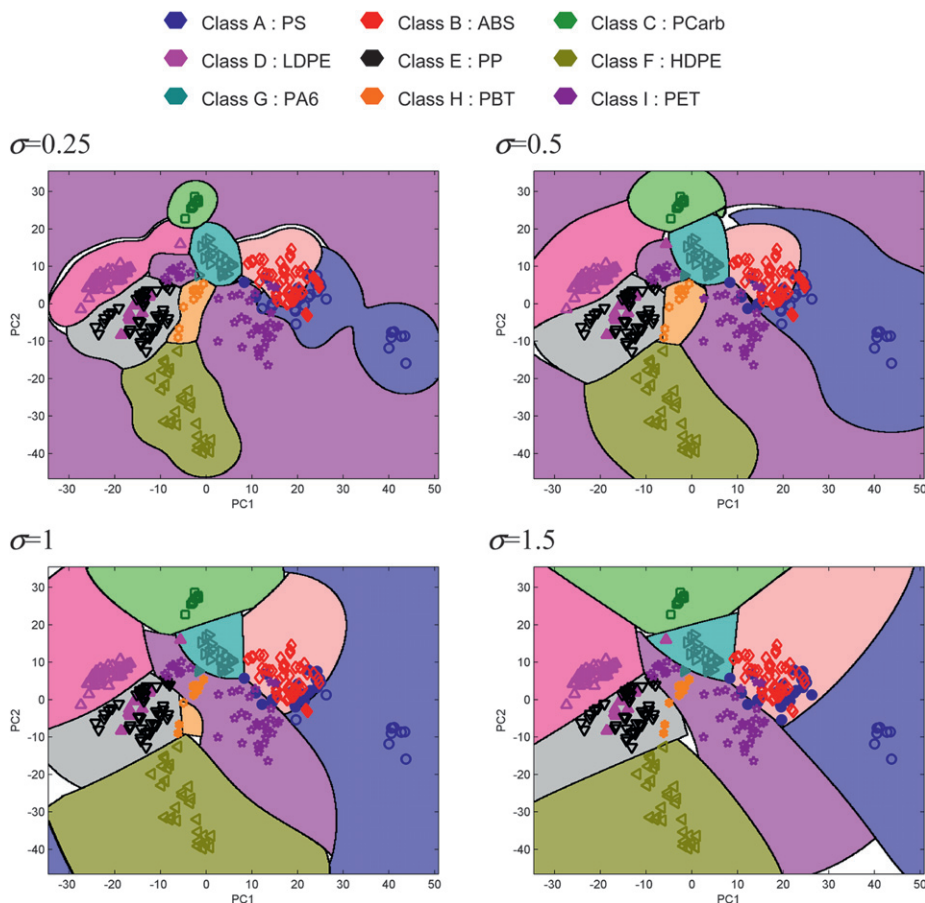 Class A : PS Class B : ABS Class C : PCarb
Class D : LDPE Class E : PP Class F : HDPE
Class G : PA6 Class H : PBT Class I : PET
σ=0.25 σ=0.5
30 30
20 20
10 10
0 0
-10 -10
-20 -20
-30 -30
-40 -40
PC2 PC2
-30 -20 -10 0 10 20 30 40 50 -30 -20 -10 0 10 20 30 40 50
PC1 PC1
σ=1 σ=1.5
30 30
20 20
10 10
0 0
-10 -10
-20 -20
-30 -30
-40 -40
PC2 PC2
-30 -20 -10 0 10 20 30 40 50 -30 -20 -10 0 10 20 30 40 50
PC1 PC1